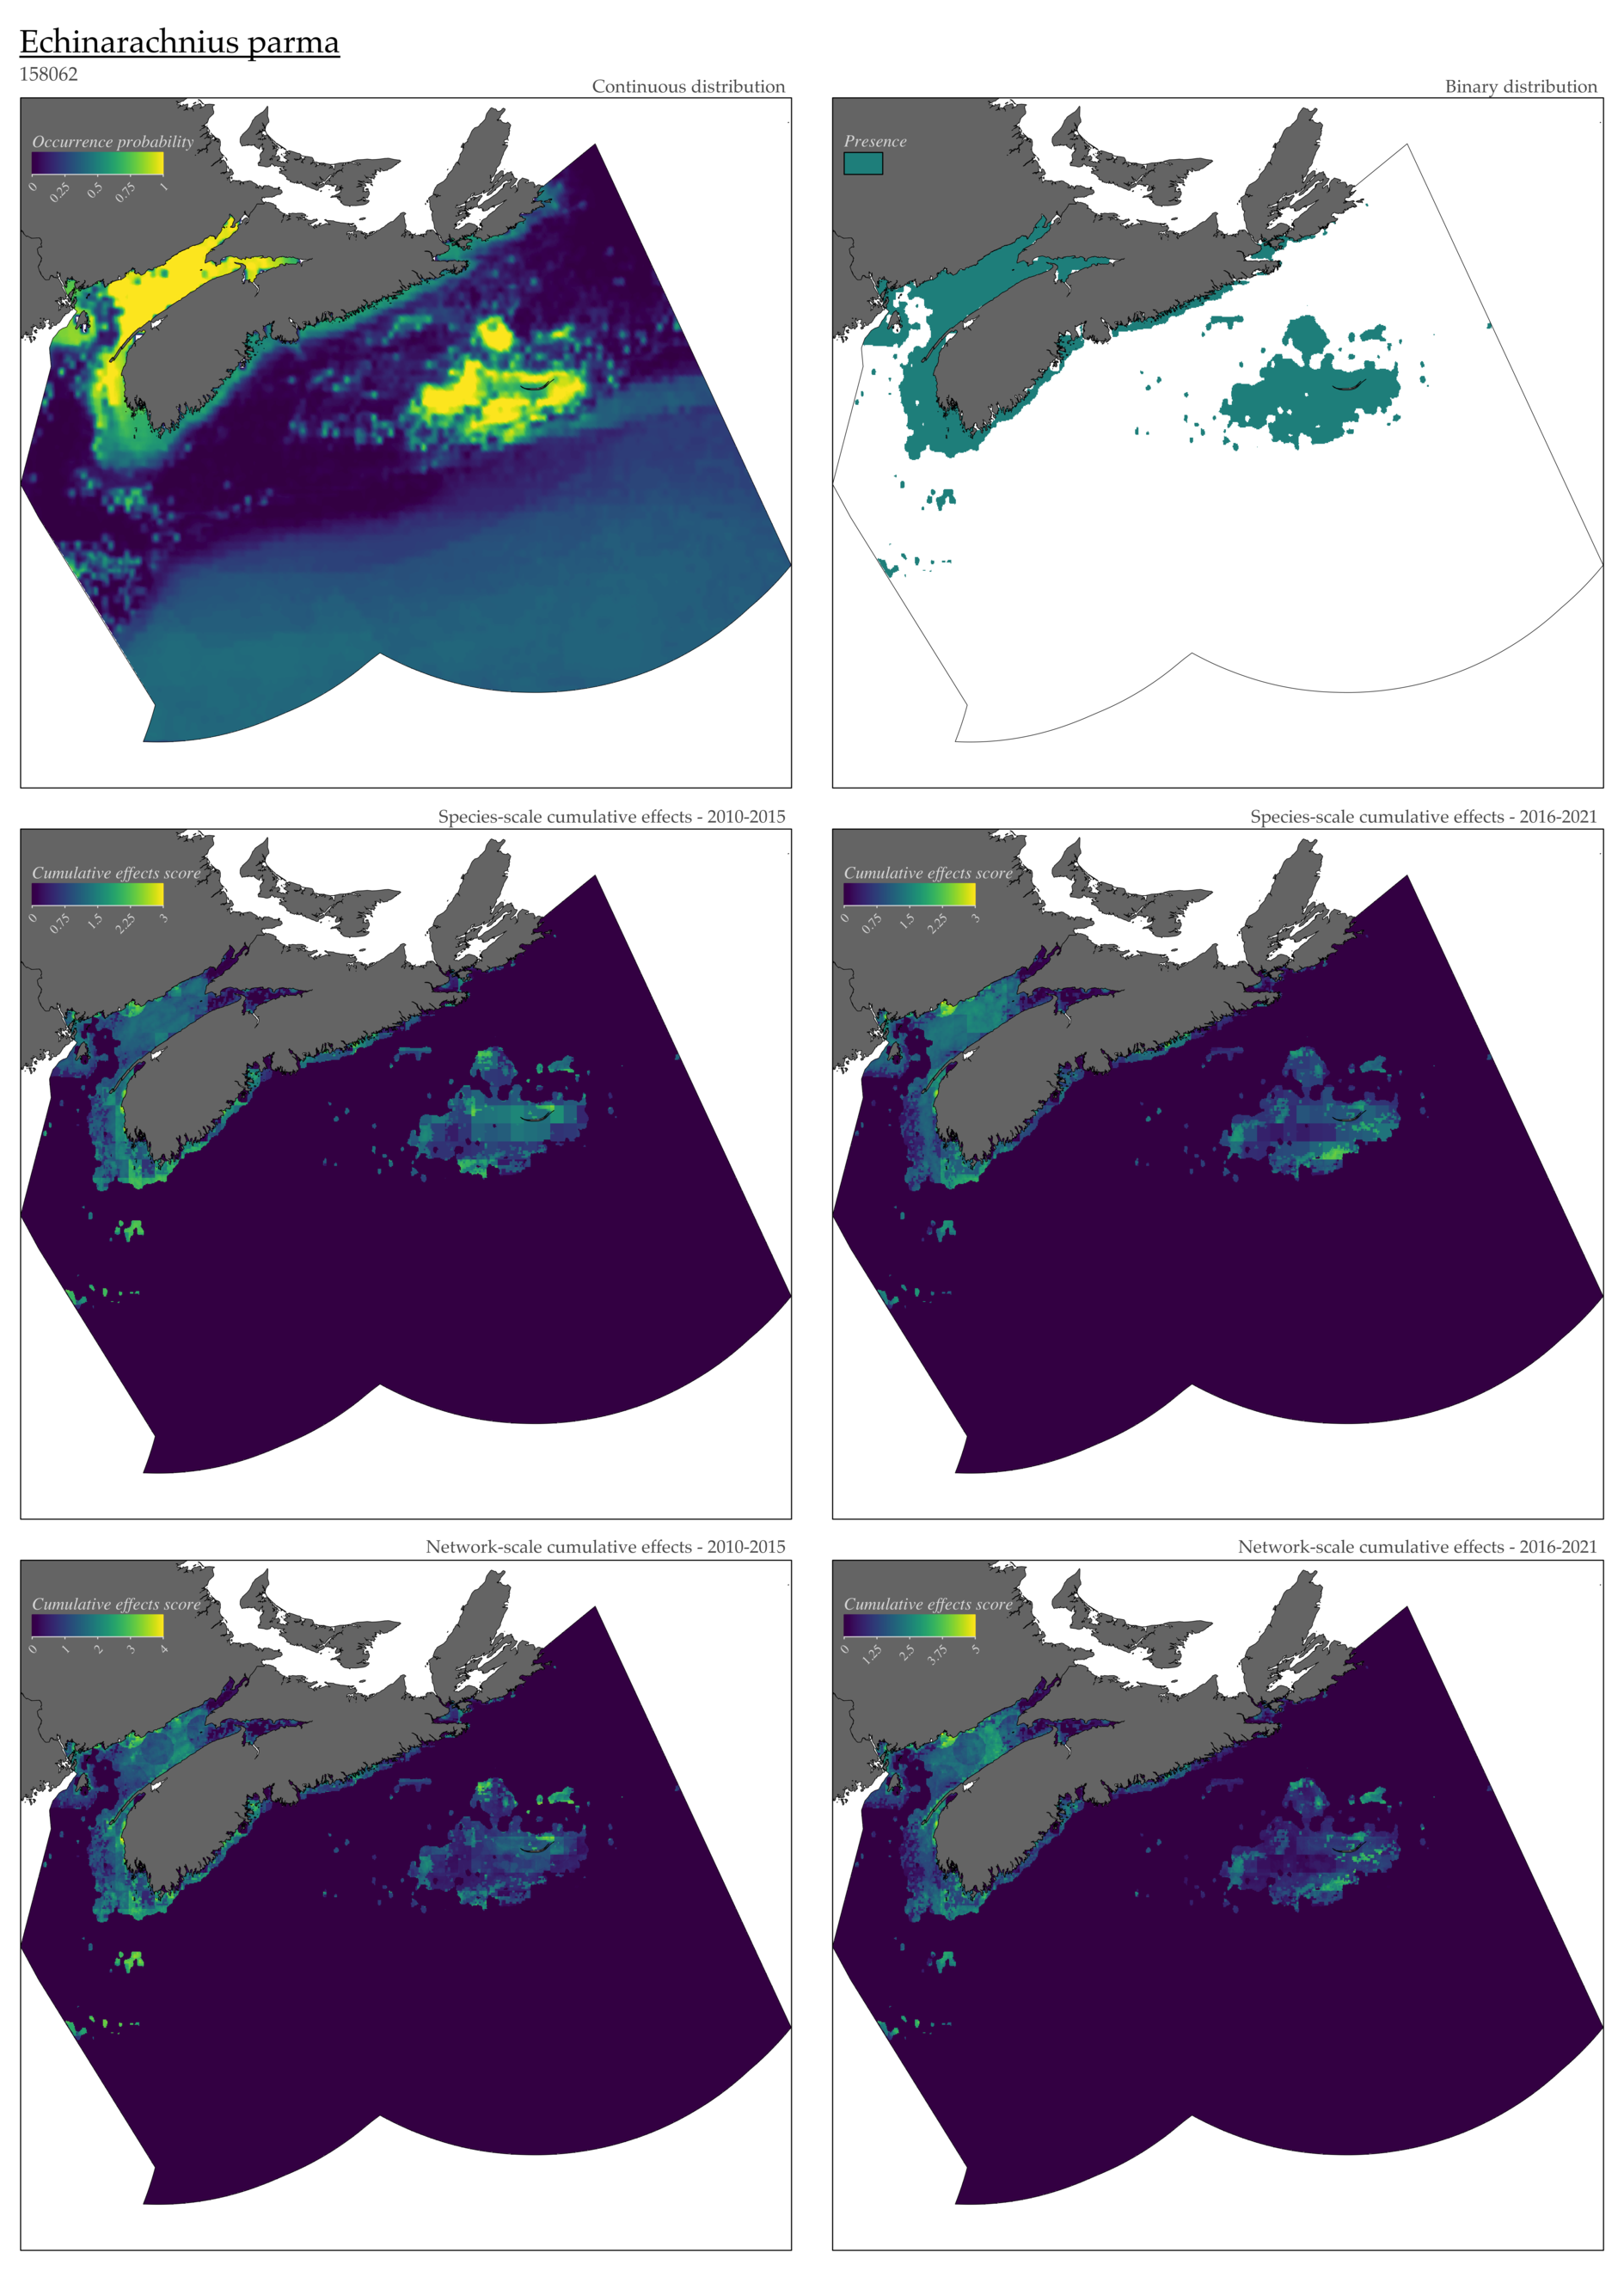 Echinarachnius parma
158062
Continuous distribution
Occurrence probability
0 0.25 0.5 0.75 1
Binary distribution
Presence
Species-scale cumulative effects - 2010-2015
Cumulative effects score
0 0.75 1.5 2.25 3
Species-scale cumulative effects - 2016-2021
Cumulative effects score
0 0.75 1.5 2.25 3
Network-scale cumulative effects - 2010-2015
Cumulative effects score
0 1 2 3 4
Network-scale cumulative effects - 2016-2021
Cumulative effects score
0 1.25 2.5 3.75 5